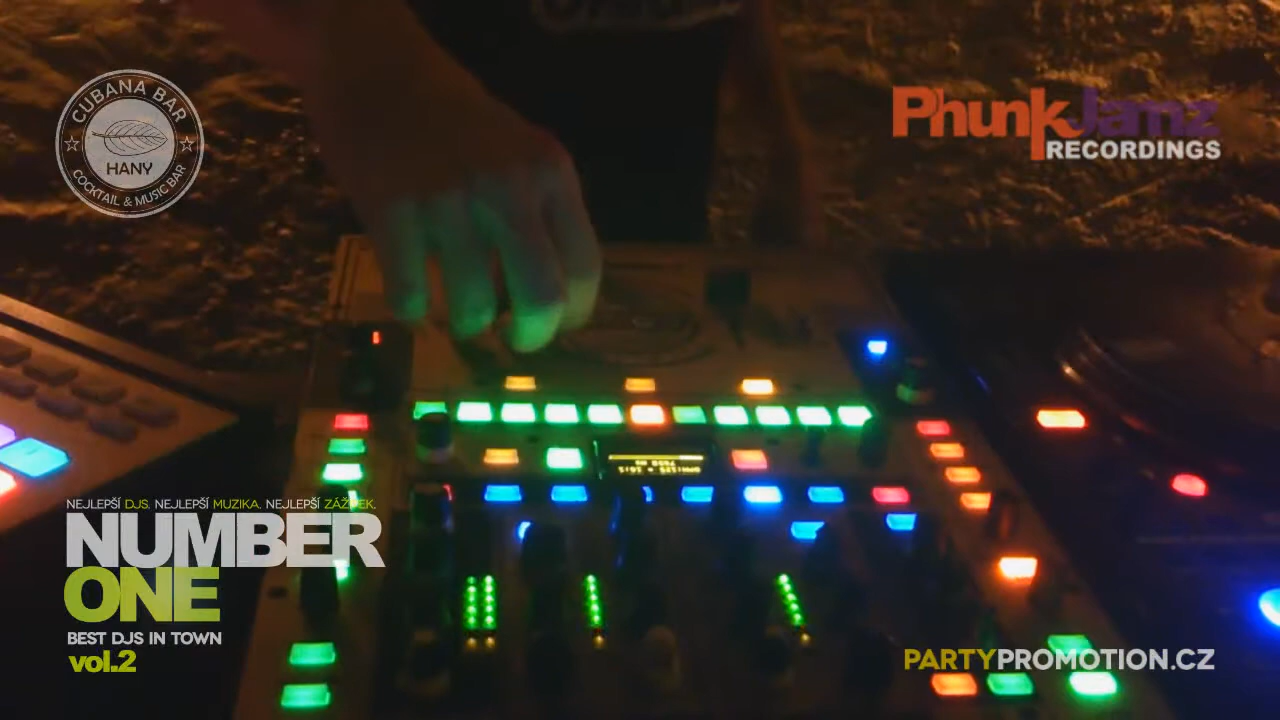 CUBANA BAR
HANY
COCKTAIL & MUSIC BAR
PhunkJamz
RECORDINGS
NEJLEPŠÍ DJS. NEJLEPŠÍ MUZIKA. NEJLEPŠÍ ZÁŽITEK.
NUMBER
ONE
BEST DJS IN TOWN
vol.2
PARTYPROMOTION.CZ